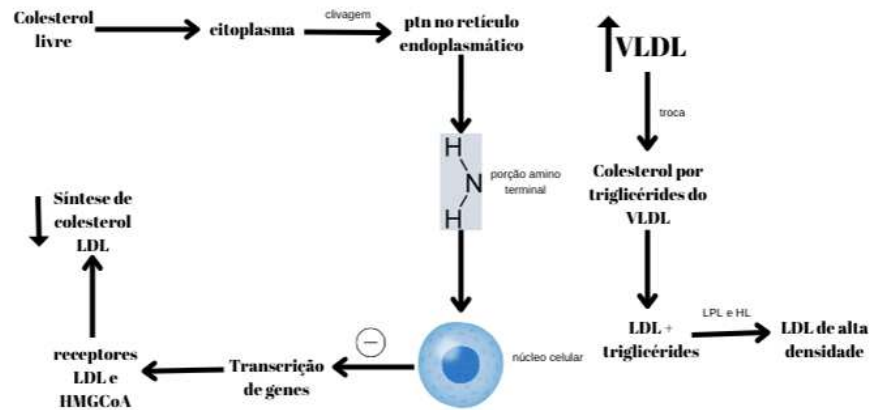 Colesterol
livre
citoplasma
clivagem
ptn no retículo
endoplasmático
H
N
H
porção amino
terminal
núcleo celular
−
Transcrição
de genes
receptores
LDL e
HMGCoA
Síntese de
colesterol
LDL
VLDL
troca
Colesterol por
triglicérides do
VLDL
LDL +
triglicérides
LPL e HL
LDL de alta
densidade